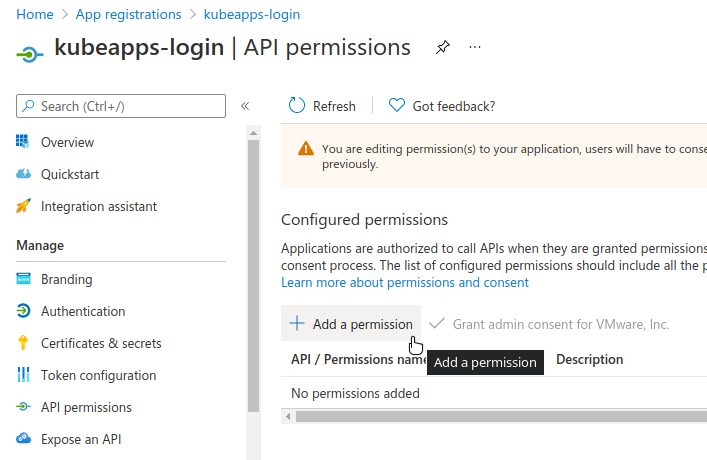 Home > App registrations > kubeapps-login
kubeapps-login | API permissions
Search (Ctrl+/)
«
Overview
Quickstart
Integration assistant
Manage
Branding
Authentication
Certificates & secrets
Token configuration
API permissions
Expose an API
Refresh
Got feedback?
You are editing permission(s) to your application, users will have to conse
previously.
Configured permissions
Applications are authorized to call APIs when they are granted permissions
consent process. The list of configured permissions should include all the p
Learn more about permissions and consent
Add a permission
Grant admin consent for VMware, Inc.
API / Permissions name
Add a permission
Description
No permissions added